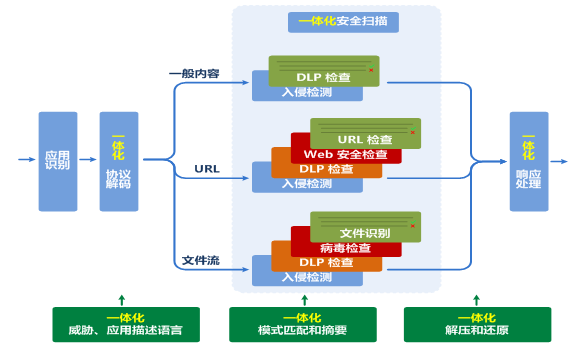 一体化安全扫描
一般内容
DLP 检查
入侵检测
应用
识别
一体化
协议
解码
URL
URL 检查
Web 安全检查
DLP 检查
入侵检测
一体化
响应
处理
文件流
文件识别
病毒检查
DLP 检查
入侵检测
一体化
威胁、应用描述语言
一体化
模式匹配和摘要
一体化
解压和还原